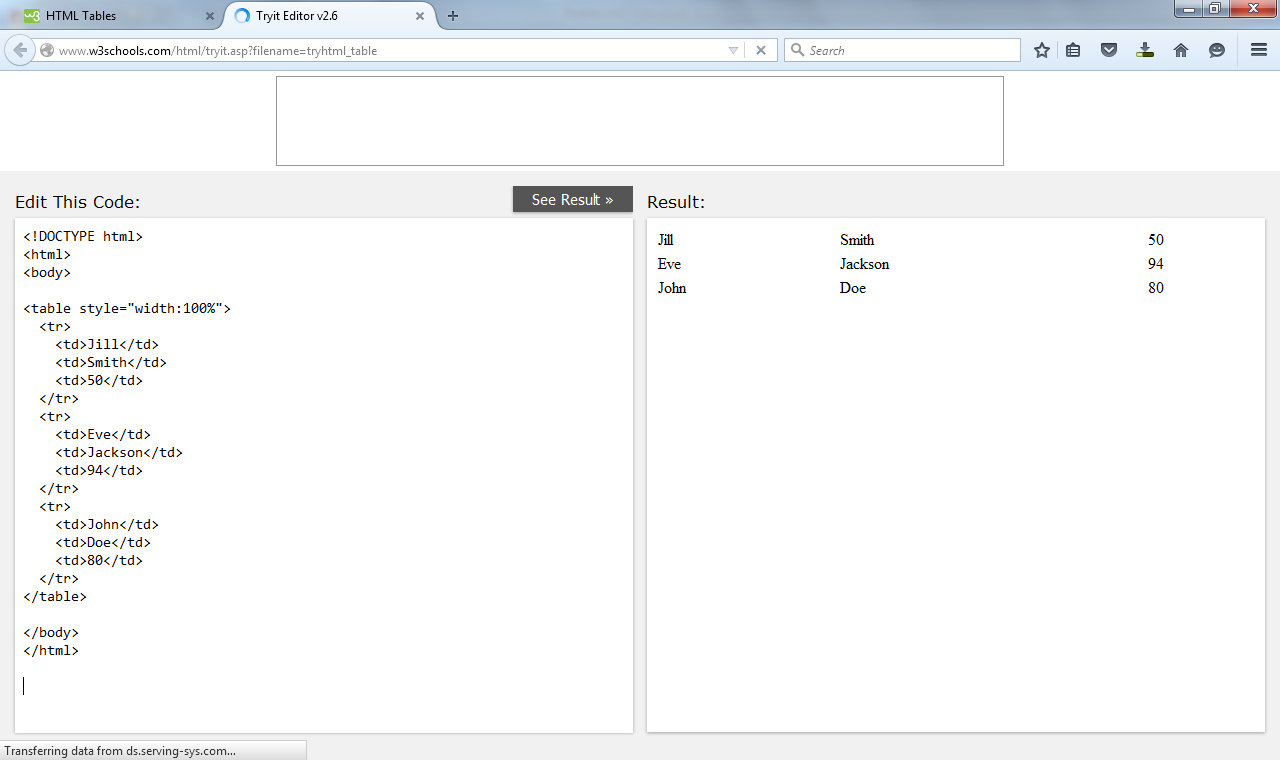 HTML Tables
Tryit Editor v2.6
www.w3schools.com/html/tryit.asp?filename=tryhtml_table
Search
Edit This Code:
See Result »
<!DOCTYPE html>
<html>
<body>
<table style="width:100%">
  <tr>
    <td>Jill</td>
    <td>Smith</td>
    <td>50</td>
  </tr>
  <tr>
    <td>Eve</td>
    <td>Jackson</td>
    <td>94</td>
  </tr>
  <tr>
    <td>John</td>
    <td>Doe</td>
    <td>80</td>
  </tr>
</table>
</body>
</html>
Result:
Jill Smith 50
Eve Jackson 94
John Doe 80
Transferring data from ds.serving-sys.com...